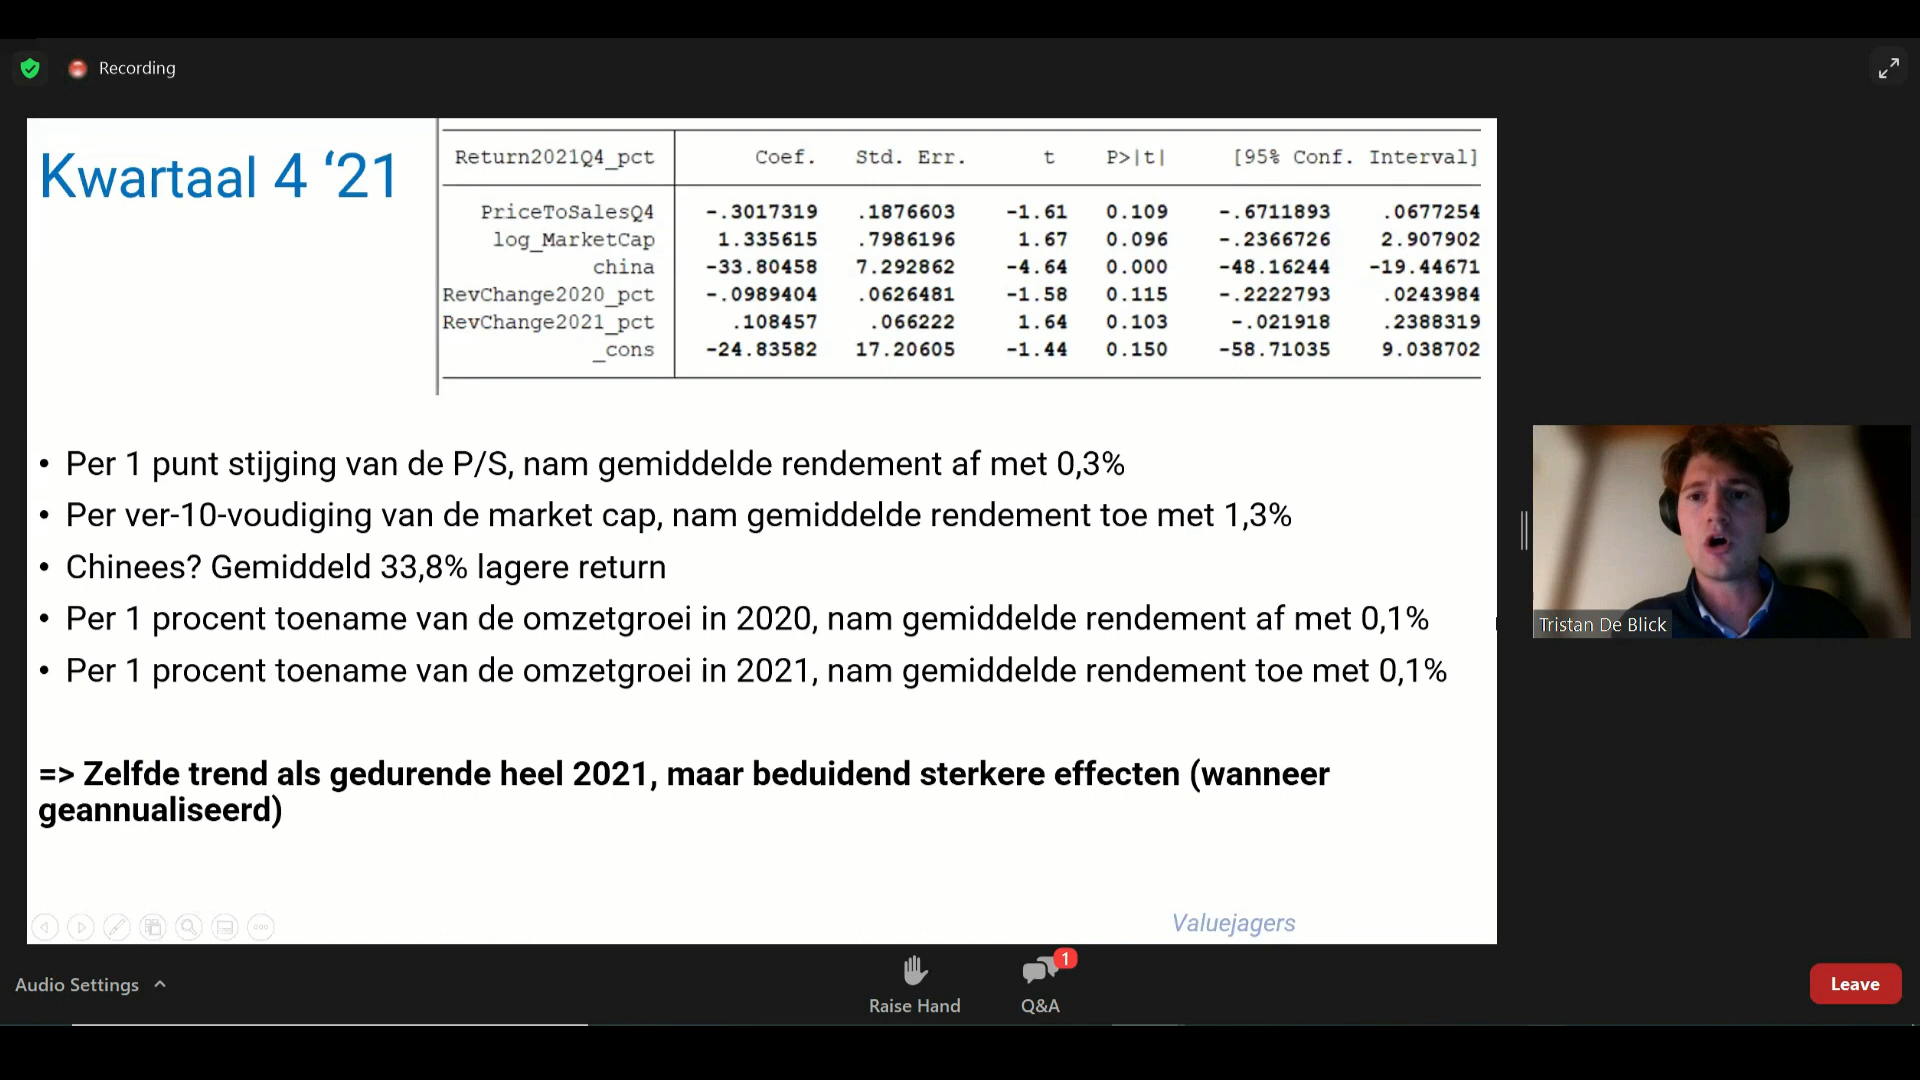 Recording
Kwartaal 4 ‘21
Return2021Q4_pct Coef. Std. Err. t P>|t| [95% Conf. Interval]
PriceToSalesQ4 -.3017319 .1876603 -1.61 0.109 -.6711893 .0677254
log_MarketCap 1.335615 .7986196 1.67 0.096 -.2366726 2.907902
china -33.80458 7.292862 -4.64 0.000 -48.16244 -19.44671
RevChange2020_pct -.0989404 .0626481 -1.58 0.115 -.2222793 .0243984
RevChange2021_pct .108457 .066222 1.64 0.103 -.021918 .2388319
_cons -24.83582 17.20605 -1.44 0.150 -58.71035 9.038702
• Per 1 punt stijging van de P/S, nam gemiddelde rendement af met 0,3%
• Per ver-10-voudiging van de market cap, nam gemiddelde rendement toe met 1,3%
• Chinees? Gemiddeld 33,8% lagere return
• Per 1 procent toename van de omzetgroei in 2020, nam gemiddelde rendement af met 0,1%
• Per 1 procent toename van de omzetgroei in 2021, nam gemiddelde rendement toe met 0,1%
=> Zelfde trend als gedurende heel 2021, maar beduidend sterkere effecten (wanneer
geannualiseerd)
Valuejagers
Tristan De Blick
Audio Settings
Raise Hand
1
Q&A
Leave